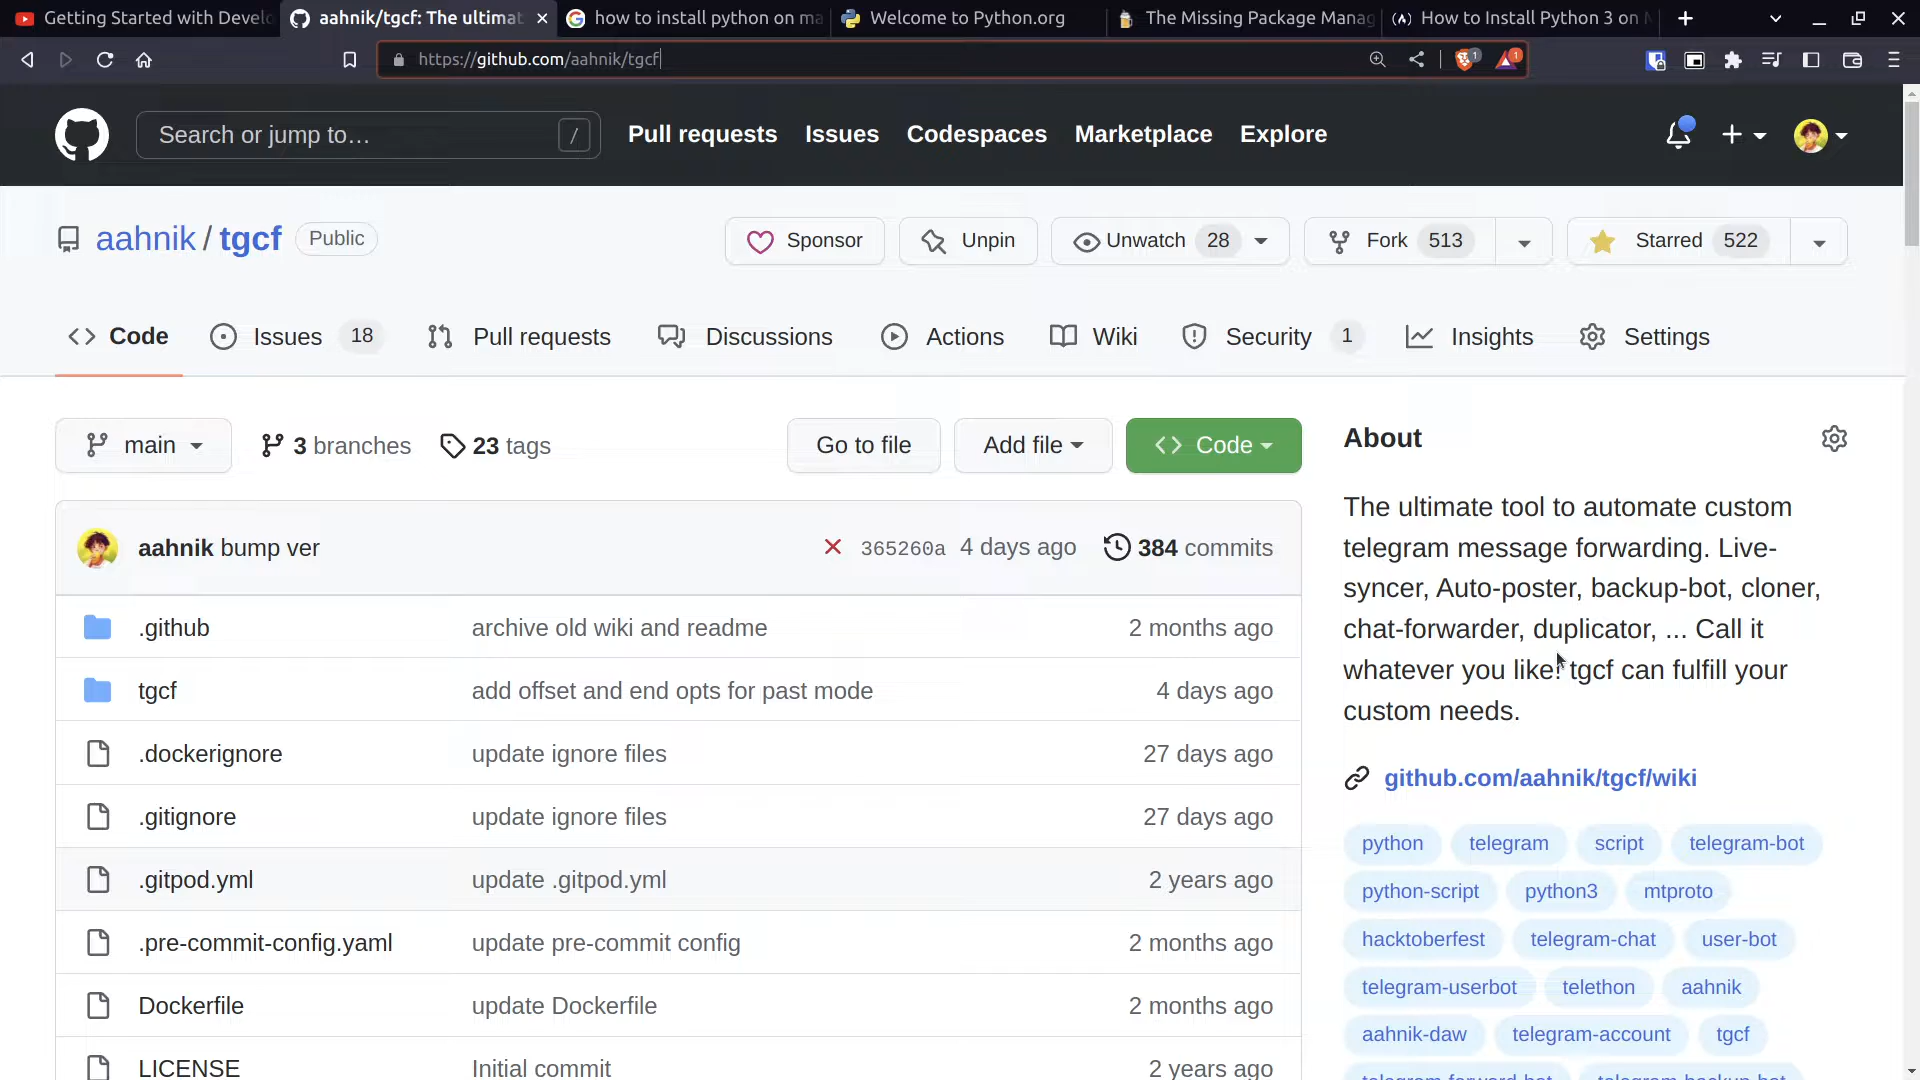 Getting Started with Develo
aahnik/tgcf: The ultimat
how to install python on ma
Welcome to Python.org
The Missing Package Manag
How to Install Python 3 on M
https://github.com/aahnik/tgcf
1
1
Search or jump to…
/
Pull requests
Issues
Codespaces
Marketplace
Explore
aahnik / tgcf
Public
Sponsor
Unpin
Unwatch 28
Fork 513
Starred 522
Code
Issues 18
Pull requests
Discussions
Actions
Wiki
Security 1
Insights
Settings
main
3 branches
23 tags
Go to file
Add file
Code
aahnik bump ver
365260a 4 days ago
384 commits
.github
archive old wiki and readme
2 months ago
tgcf
add offset and end opts for past mode
4 days ago
.dockerignore
update ignore files
27 days ago
.gitignore
update ignore files
27 days ago
.gitpod.yml
update .gitpod.yml
2 years ago
.pre-commit-config.yaml
update pre-commit config
2 months ago
Dockerfile
update Dockerfile
2 months ago
LICENSE
Initial commit
2 years ago
About
The ultimate tool to automate custom
telegram message forwarding. Live-
syncer, Auto-poster, backup-bot, cloner,
chat-forwarder, duplicator, ... Call it
whatever you like! tgcf can fulfill your
custom needs.
github.com/aahnik/tgcf/wiki
python telegram script telegram-bot
python-script python3 mtproto
hacktoberfest telegram-chat user-bot
telegram-userbot telethon aahnik
aahnik-daw telegram-account tgcf
telegram-forward-bot telegram-backup-bot